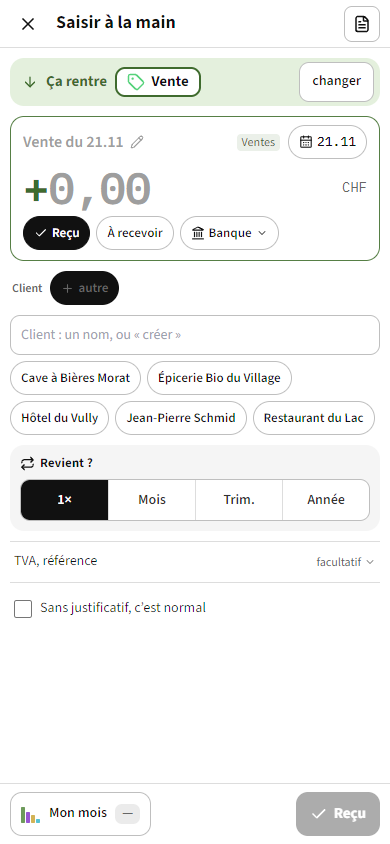 Saisir à la main
Ça rentre Vente changer
Vente du 21.11 Ventes 21.11
+0,00 CHF
Reçu À recevoir Banque
Client + autre
Client : un nom, ou « créer »
Cave à Bières Morat Épicerie Bio du Village
Hôtel du Vully Jean-Pierre Schmid Restaurant du Lac
Revient ?
1× Mois Trim. Année
TVA, référence facultatif
Sans justificatif, c'est normal
Mon mois — Reçu